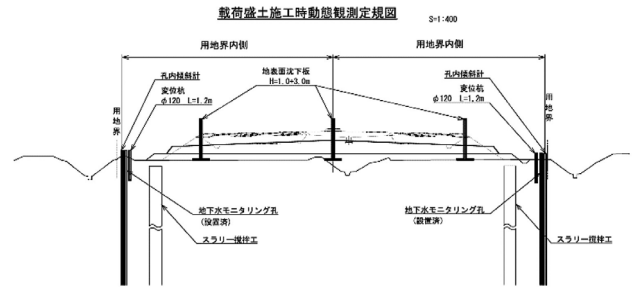 載荷盛土施工時動態観測定規図
S=1:400
用地界内側
用地界内側
孔内傾斜計
変位杭
φ120 L=1.2m
用地界
地表面沈下板
H=1.0+3.0m
孔内傾斜計
変位杭
φ120 L=1.2m
用地界
地下水モニタリング孔
(設置済)
スラリー撹拌工
地下水モニタリング孔
(設置済)
スラリー撹拌工